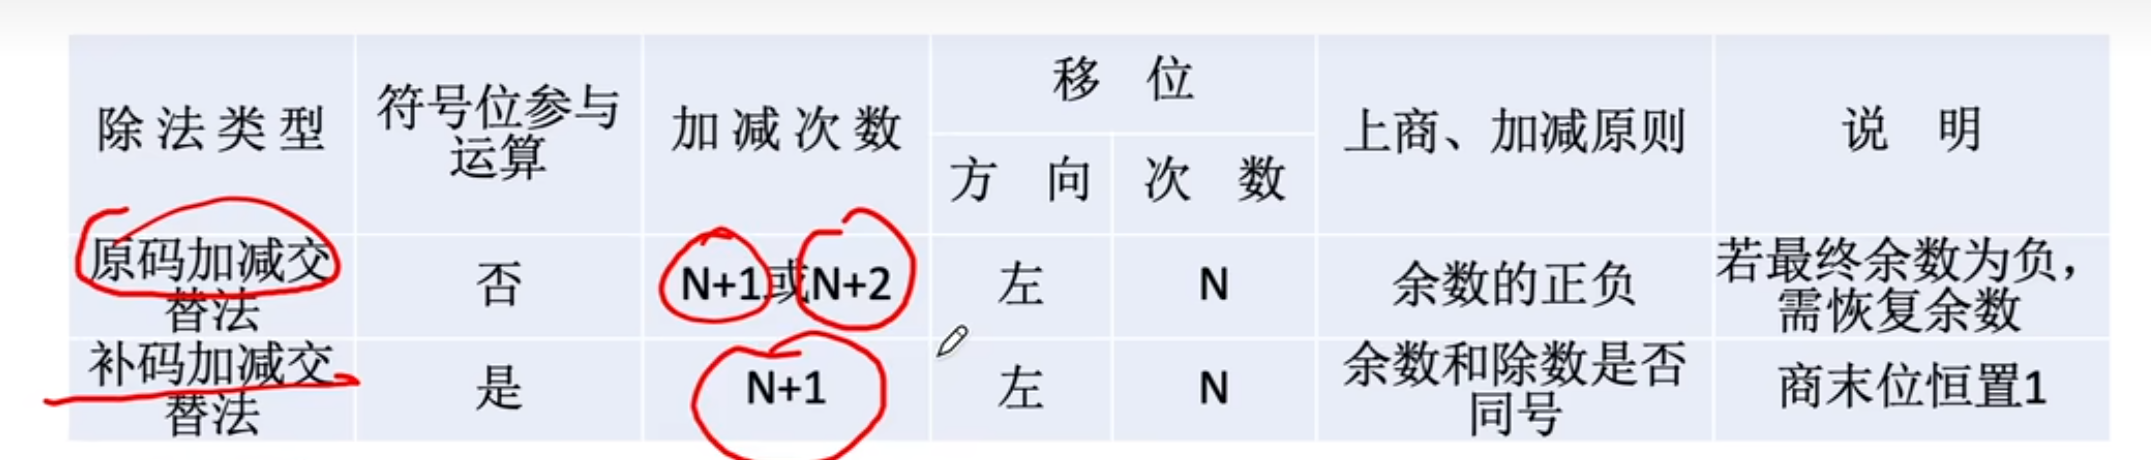 除法类型
符号位参与
运算
加减次数
移 位
方 向
次 数
上商、加减原则
说 明
原码加减交
替法
否
N+1或N+2
左
N
余数的正负
若最终余数为负，
需恢复余数
补码加减交
替法
是
N+1
左
N
余数和除数是否
同号
商末位恒置1